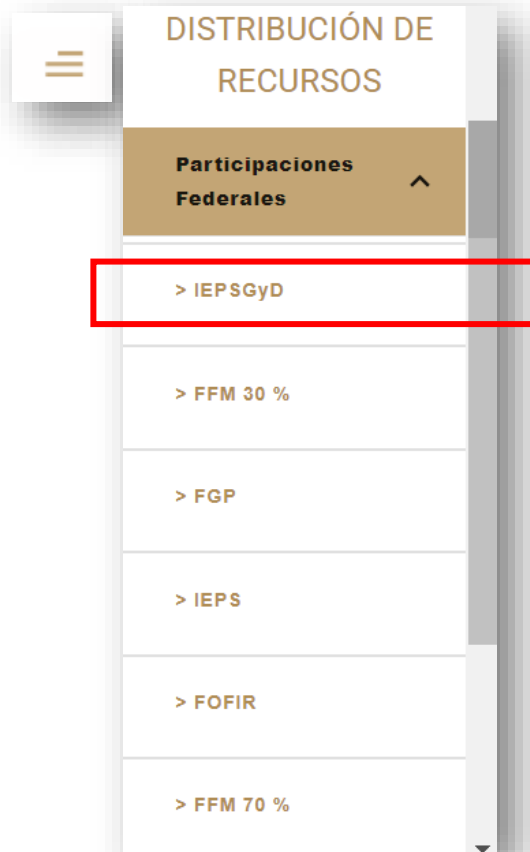 DISTRIBUCIÓN DE
RECURSOS
Participaciones
Federales
> IEPSGyD
> FFM 30 %
> FGP
> IEPS
> FOFIR
> FFM 70 %